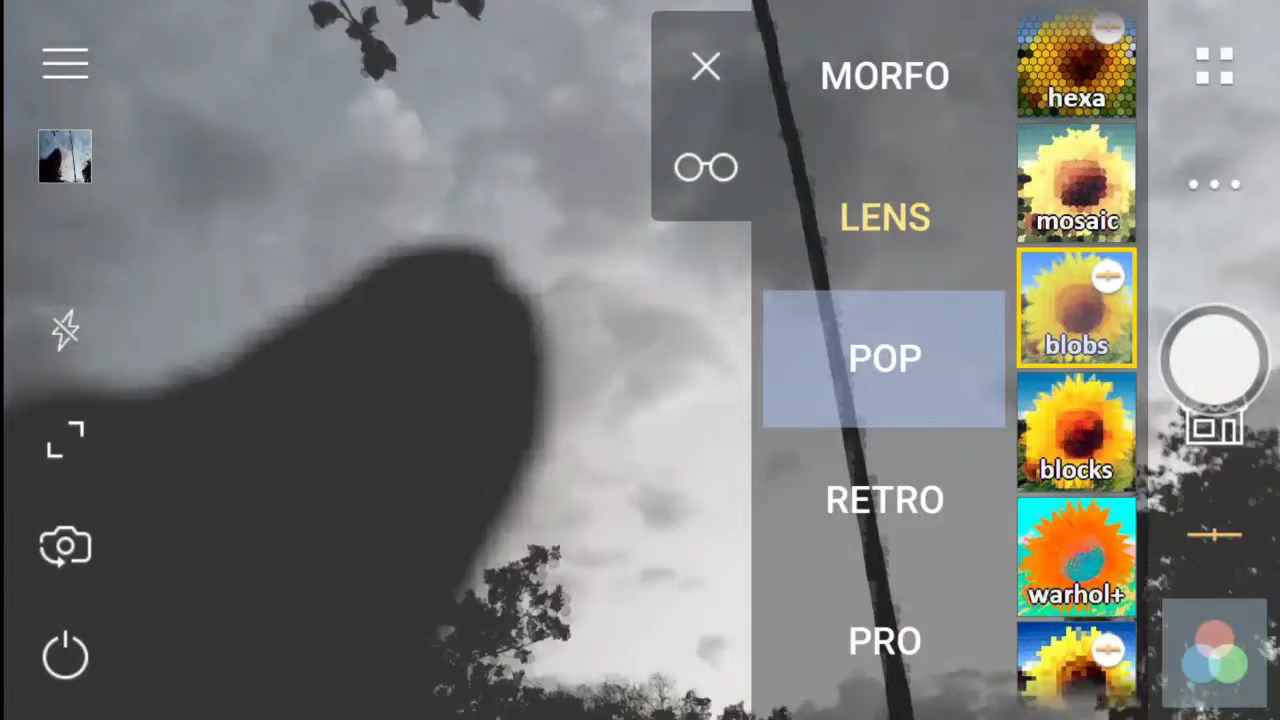 MORFO
LENS
POP
RETRO
PRO
hexa
mosaic
blobs
blocks
warhol+